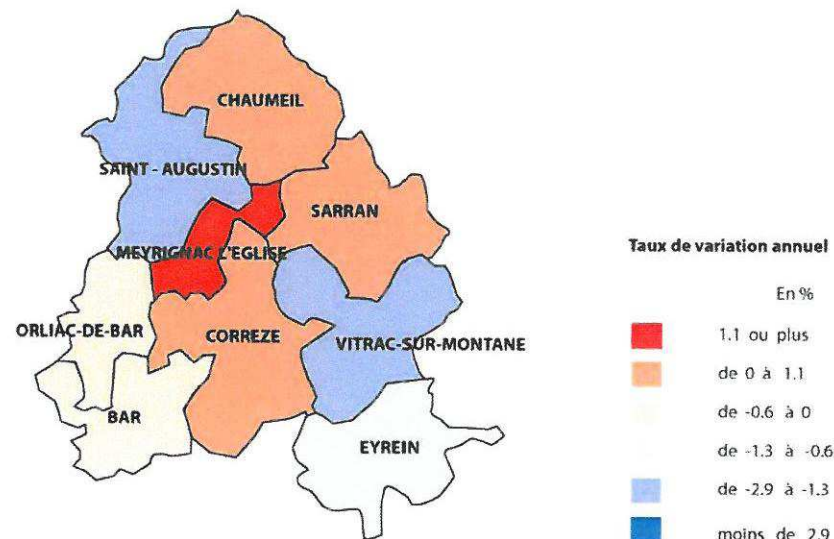 CHAUMEIL
SAINT - AUGUSTIN
SARRAN
MEYRIGNAC L'EGLISE
ORLIAC-DE-BAR
CORREZE
VITRAC-SUR-MONTANE
BAR
EYREIN
Taux de variation annuel
En %
1.1 ou plus
de 0 à 1.1
de -0.6 à 0
de -1.3 à -0.6
de -2.9 à -1.3
moins de 2.9